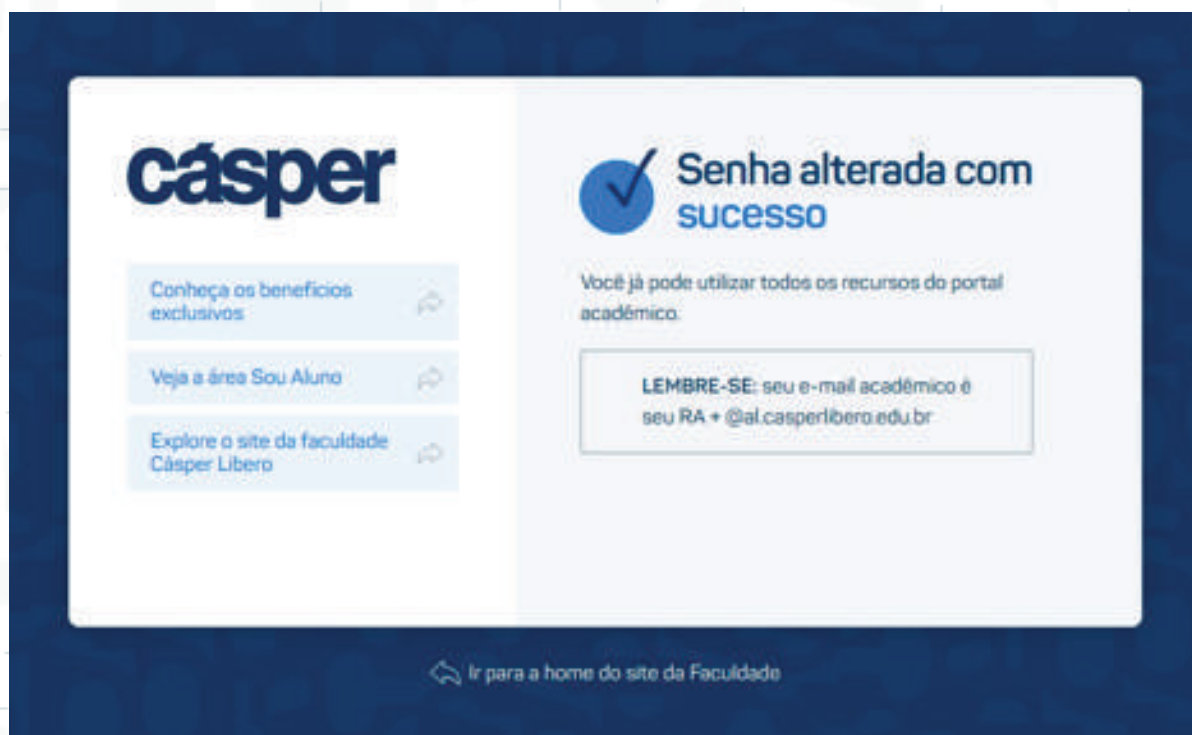 cásper
Conheça os benefícios
exclusivos
Veja a área Sou Aluno
Explore o site da faculdade
Cásper Líbero
Senha alterada com
sucesso
Você já pode utilizar todos os recursos do portal
acadêmico.
LEMBRE-SE: seu e-mail acadêmico é
seu RA + @al.casperlibero.edu.br
Ir para a home do site da Faculdade